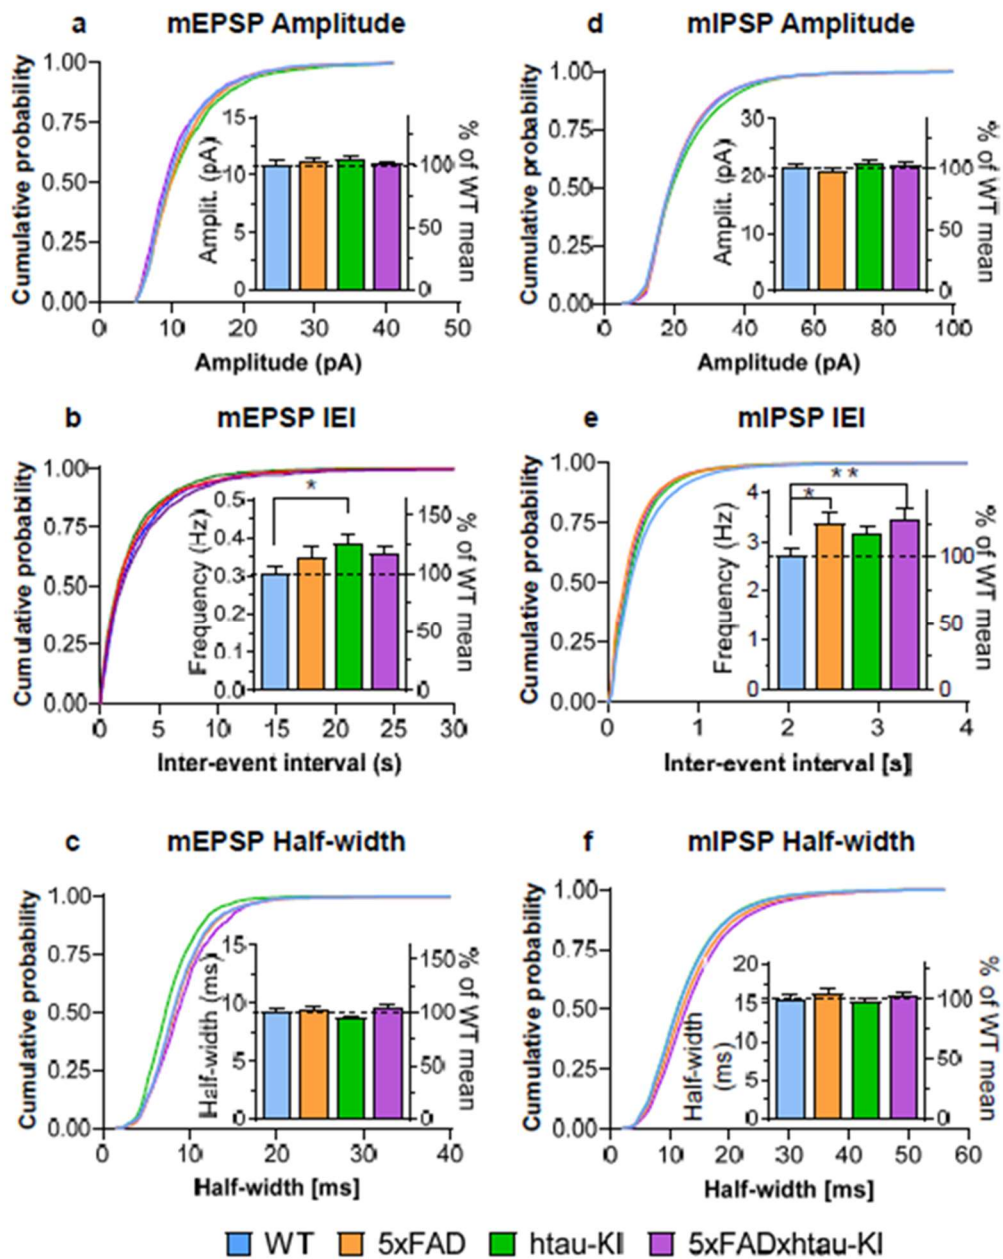 a mEPSP Amplitude
Cumulative probability
1.00
0.75
0.50
0.25
0.00
0 10 20 30 40 50
Amplitude (pA)
Amplit. (pA)
15
10
5
0
% of WT mean
100
50
0
d mIPSP Amplitude
Cumulative probability
1.00
0.75
0.50
0.25
0.00
0 20 40 60 80 100
Amplitude (pA)
Amplit. (pA)
30
20
10
0
% of WT mean
100
50
0
b mEPSP IEI
Cumulative probability
1.00
0.75
0.50
0.25
0.00
0 5 10 15 20 25 30
Inter-event interval (s)
Frequency (Hz)
0.5
0.4
0.3
0.2
0.1
0.0
*
% of WT mean
150
100
50
0
e mIPSP IEI
Cumulative probability
1.00
0.75
0.50
0.25
0.00
0 1 2 3 4
Inter-event interval [s]
Frequency (Hz)
4
3
2
1
0
**
*
% of WT mean
100
50
0
c mEPSP Half-width
Cumulative probability
1.00
0.75
0.50
0.25
0.00
0 10 20 30 40
Half-width [ms]
Half-width (ms)
15
10
5
0
% of WT mean
150
100
50
0
f mIPSP Half-width
Cumulative probability
1.00
0.75
0.50
0.25
0.00
0 10 20 30 40 50 60
Half-width [ms]
Half-width
(ms)
20
15
10
5
0
% of WT mean
100
50
0
WT 5xFAD htau-KI 5xFADxhtau-KI